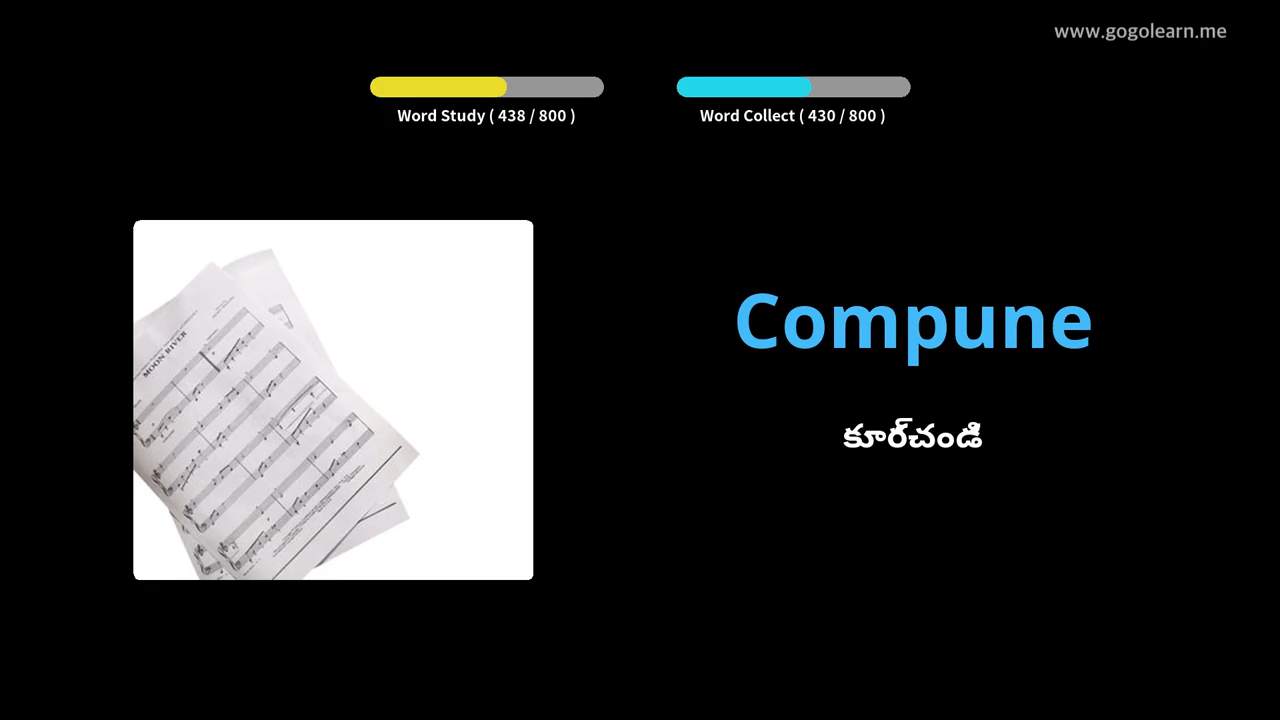 www.gogolearn.me
Word Study ( 438 / 800 )
Word Collect ( 430 / 800 )
MOON RIVER
Compune
కూర్చండి